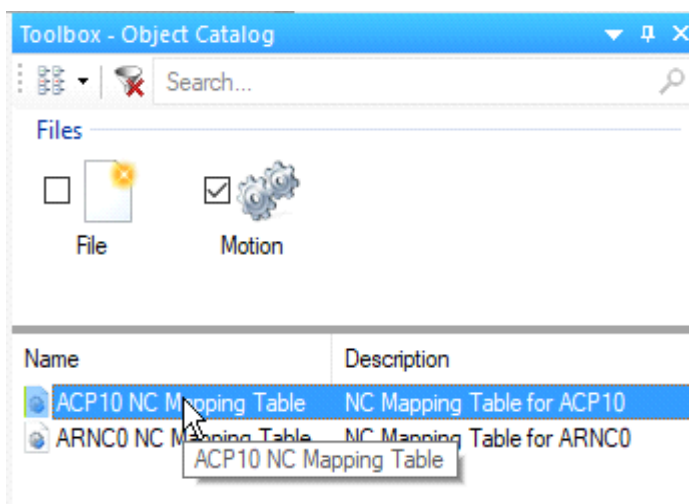 Toolbox - Object Catalog
Search...
Files
File Motion
Name Description
ACP10 NC Mapping Table NC Mapping Table for ACP10
ARNC0 NC Mapping Table NC Mapping Table for ARNC0
ACP10 NC Mapping Table